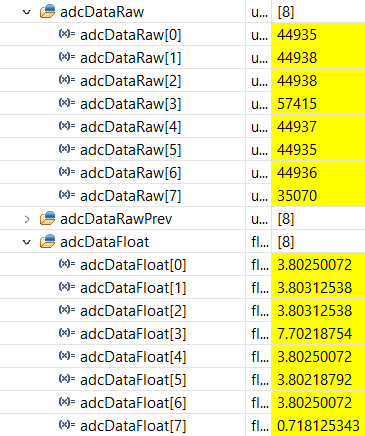 adcDataRaw u... [8]
(x)= adcDataRaw[0] u... 44935
(x)= adcDataRaw[1] u... 44938
(x)= adcDataRaw[2] u... 44938
(x)= adcDataRaw[3] u... 57415
(x)= adcDataRaw[4] u... 44937
(x)= adcDataRaw[5] u... 44935
(x)= adcDataRaw[6] u... 44936
(x)= adcDataRaw[7] u... 35070
adcDataRawPrev u... [8]
adcDataFloat fl... [8]
(x)= adcDataFloat[0] fl... 3.80250072
(x)= adcDataFloat[1] fl... 3.80312538
(x)= adcDataFloat[2] fl... 3.80312538
(x)= adcDataFloat[3] fl... 7.70218754
(x)= adcDataFloat[4] fl... 3.80250072
(x)= adcDataFloat[5] fl... 3.80218792
(x)= adcDataFloat[6] fl... 3.80250072
(x)= adcDataFloat[7] fl... 0.718125343